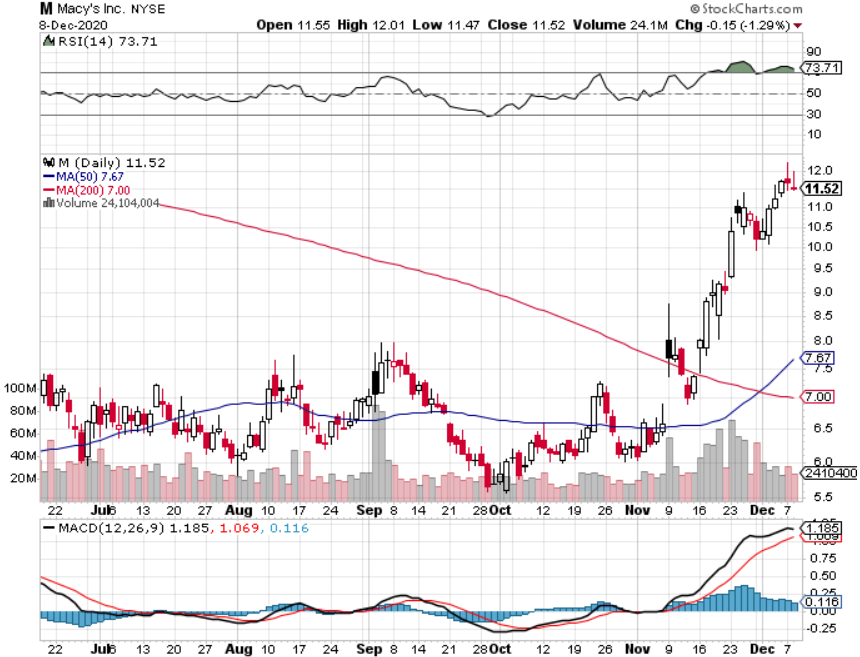 M Macy's Inc. NYSE © StockCharts.com
8-Dec-2020 Open 11.55 High 12.01 Low 11.47 Close 11.52 Volume 24.1M Chg -0.15 (-1.29%)
RSI(14) 73.71
90
73.71
50
30
10
M (Daily) 11.52
MA(50) 7.67
MA(200) 7.00
Volume 24,104,004
12.0
11.52
11.0
10.5
10.0
9.5
9.0
8.5
8.0
7.67
7.5
7.00
6.5
6.0
24104004
5.5
100M
80M
60M
40M
20M
22 Jul 6 13 20 27 Aug 10 17 24 Sep 8 14 21 28 Oct 12 19 26 Nov 9 16 23 Dec 7
MACD(12,26,9) 1.185, 1.069, 0.116
1.185
1.069
0.75
0.50
0.116
0.00
-0.25
22 Jul 6 13 20 27 Aug 10 17 24 Sep 8 14 21 28 Oct 12 19 26 Nov 9 16 23 Dec 7